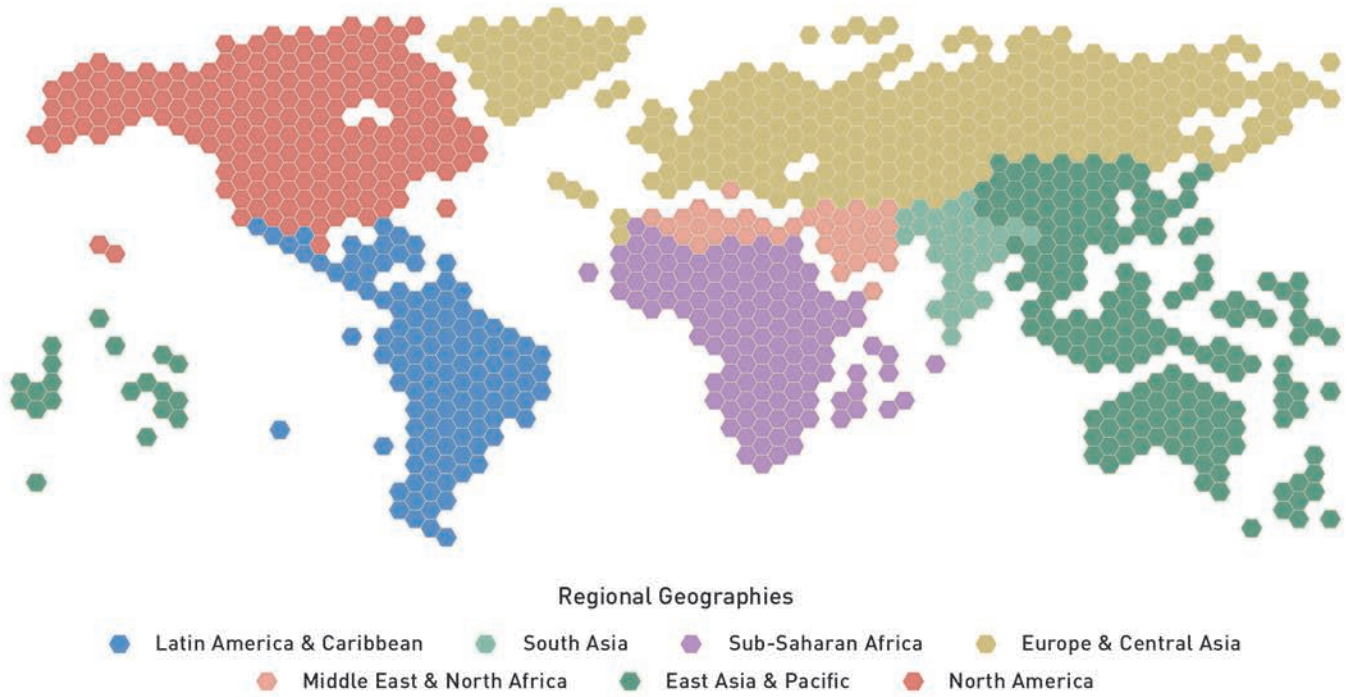 Regional Geographies
Latin America & Caribbean South Asia Sub-Saharan Africa Europe & Central Asia
Middle East & North Africa East Asia & Pacific North America